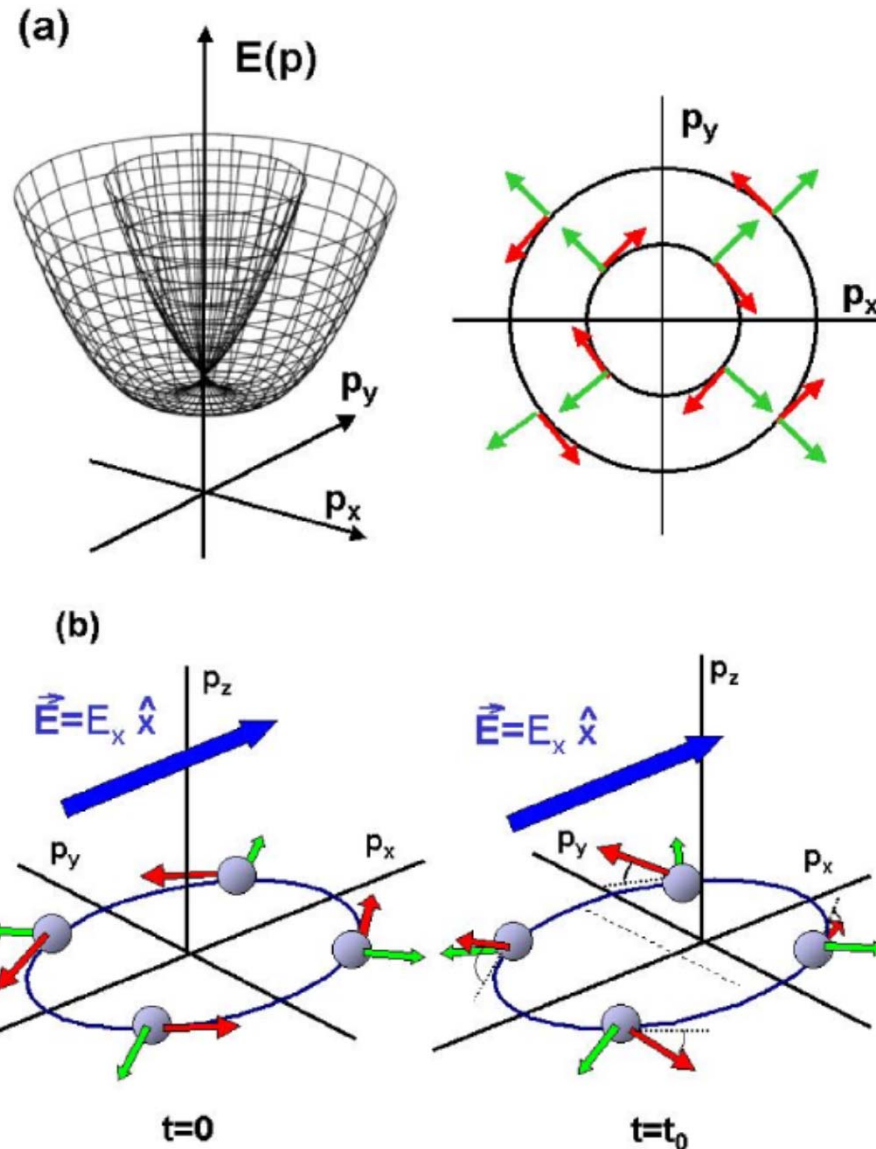 (a)
E(p)
p_y
p_x
p_y
p_x
(b)
p_z
E⃗=E_x x̂
p_y
p_x
t=0
p_z
E⃗=E_x x̂
p_y
p_x
t=t_0